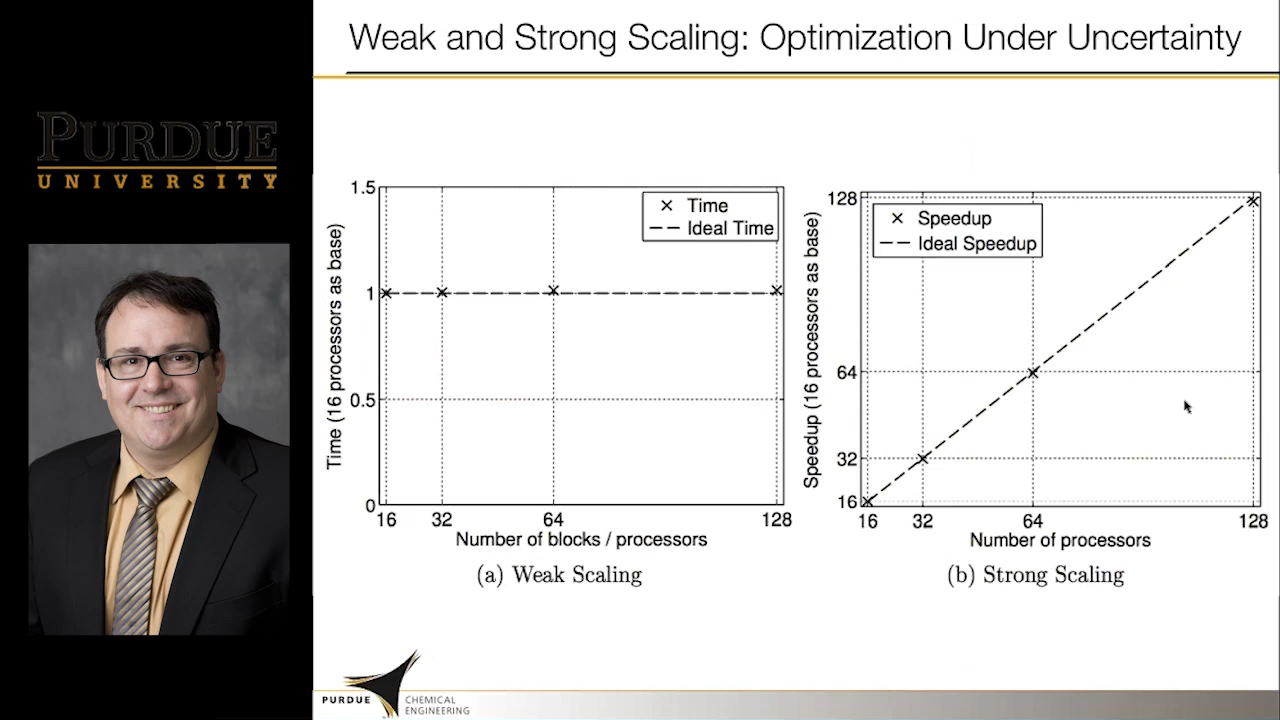 Weak and Strong Scaling: Optimization Under Uncertainty
PURDUE
UNIVERSITY
Time (16 processors as base)
1.5
1
0.5
0
Time
Ideal Time
16 32 64 128
Number of blocks / processors
(a) Weak Scaling
Speedup (16 processors as base)
128
64
32
16
Speedup
Ideal Speedup
16 32 64 128
Number of processors
(b) Strong Scaling
PURDUE
CHEMICAL
ENGINEERING